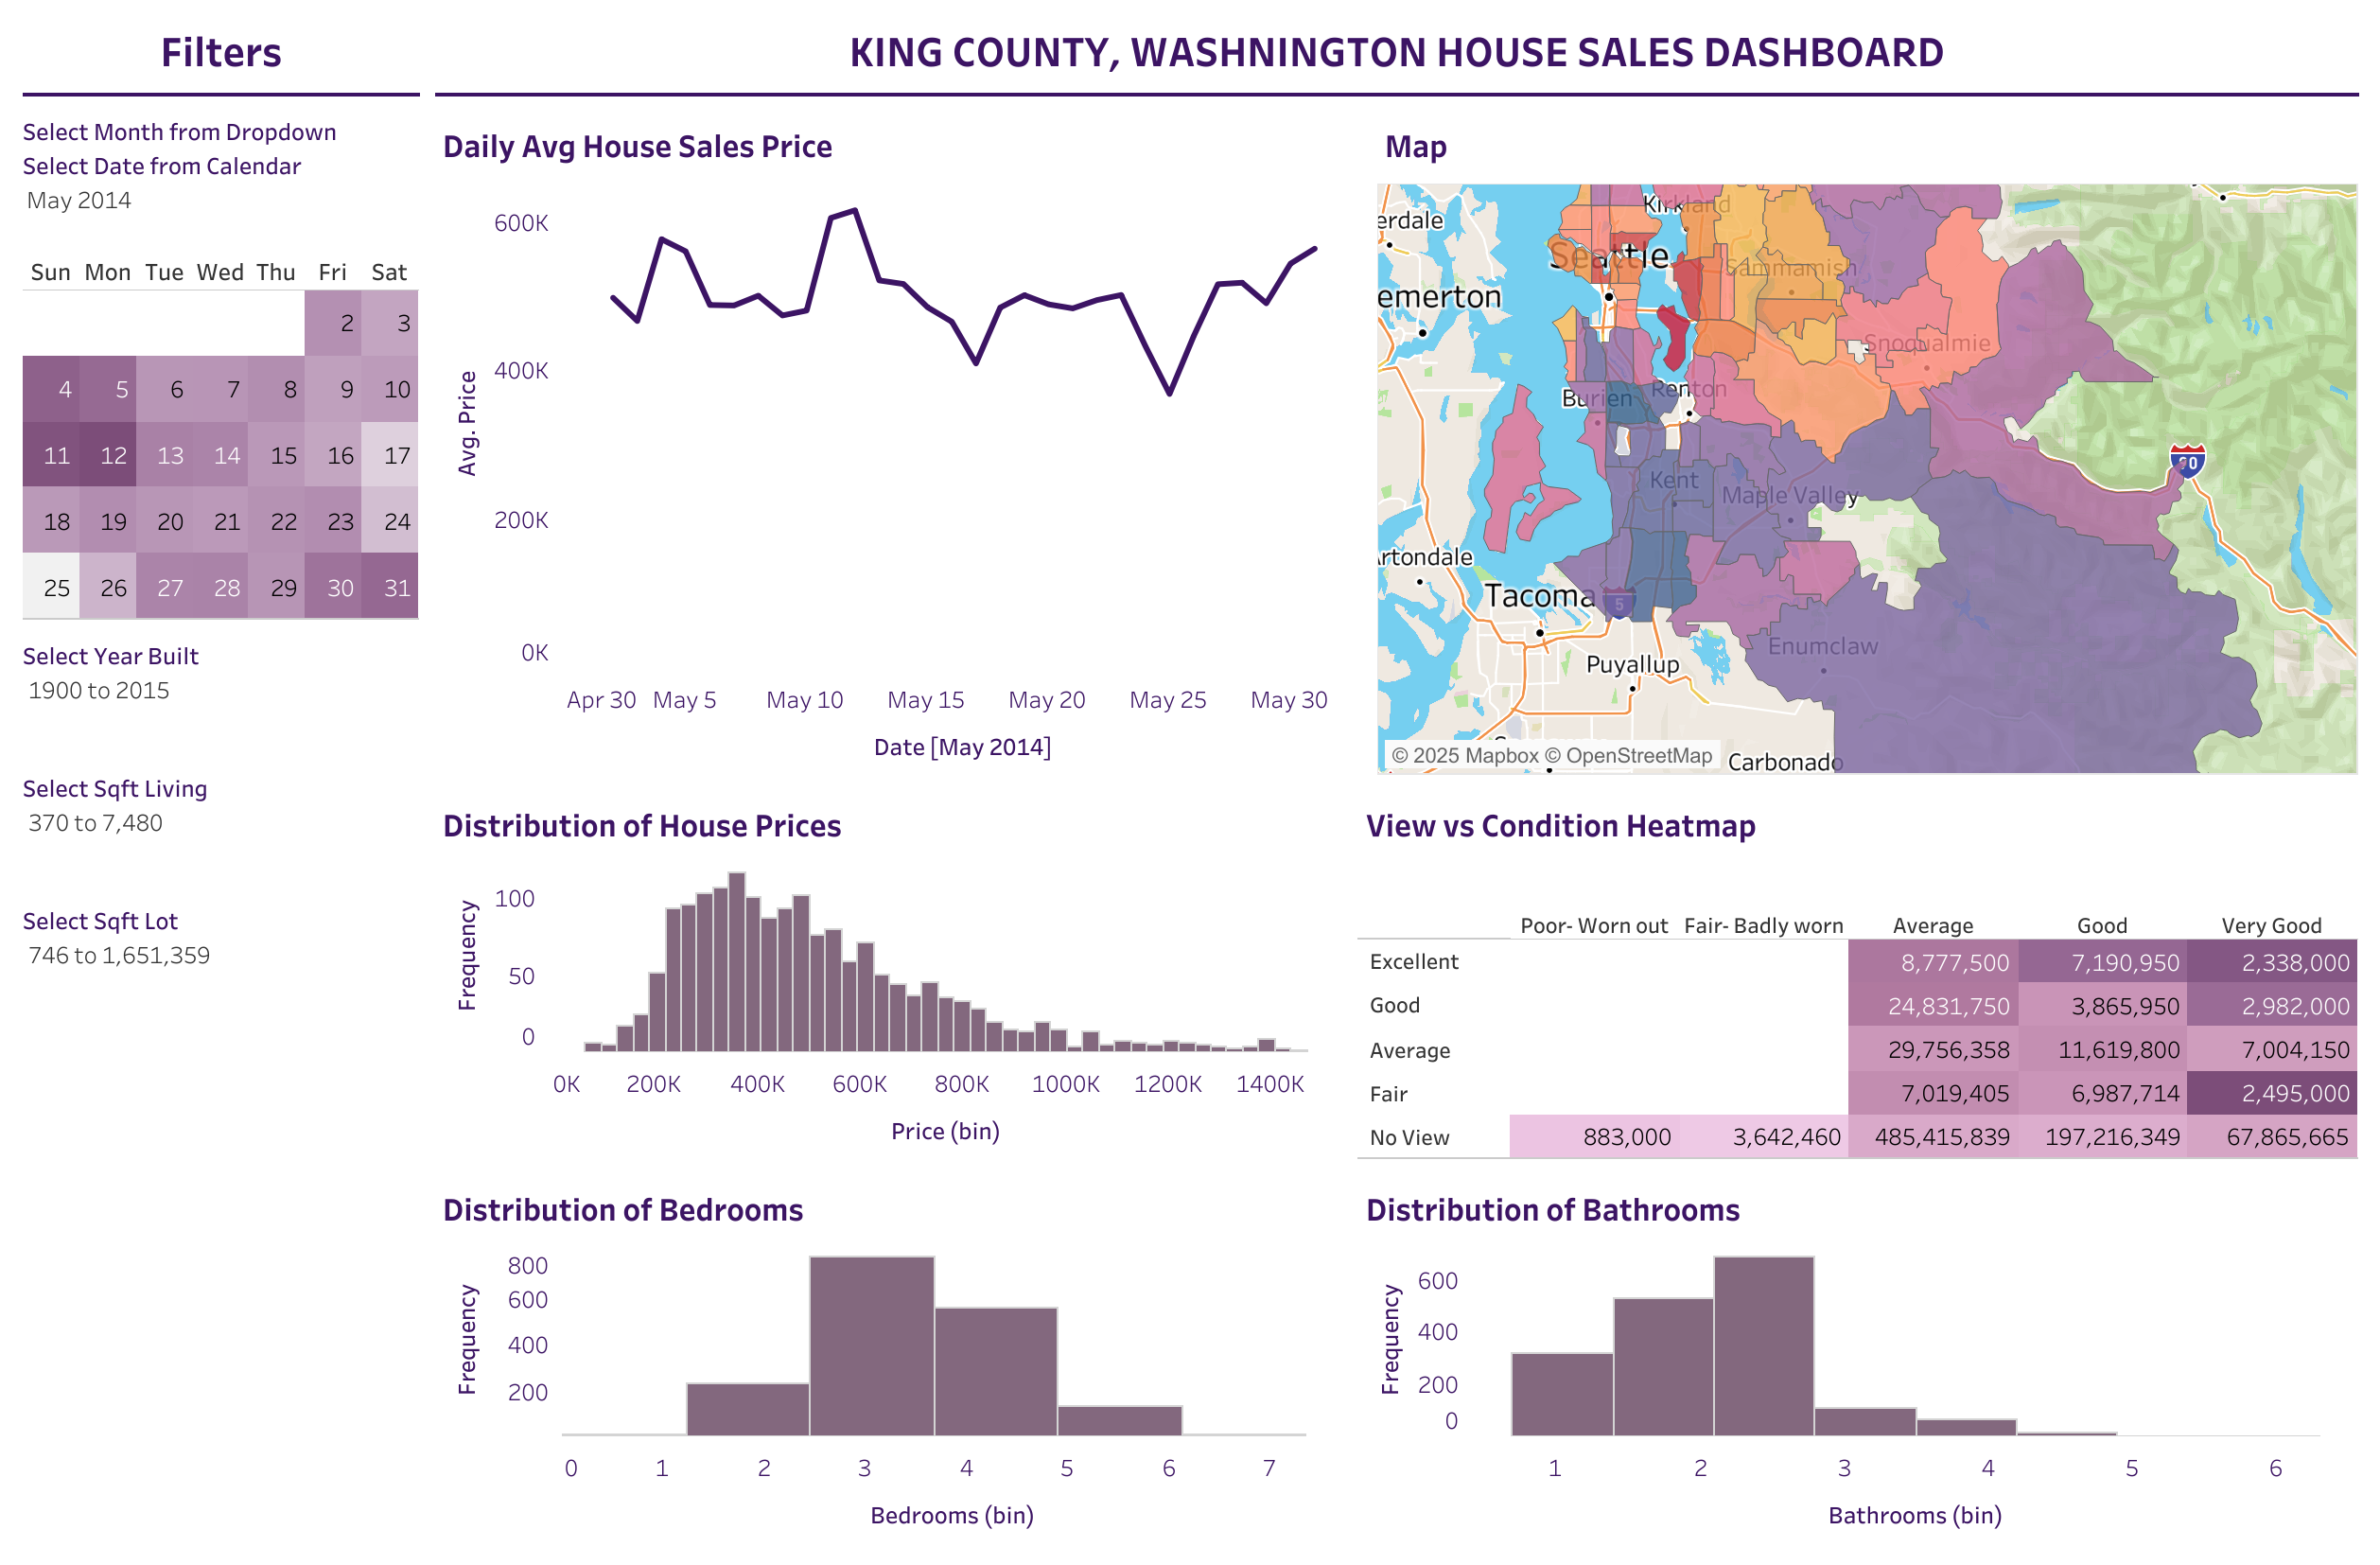 Filters
KING COUNTY, WASHNINGTON HOUSE SALES DASHBOARD
Select Month from Dropdown
Select Date from Calendar
May 2014
Sun Mon Tue Wed Thu Fri Sat
2 3
4 5 6 7 8 9 10
11 12 13 14 15 16 17
18 19 20 21 22 23 24
25 26 27 28 29 30 31
Select Year Built
1900 to 2015
Select Sqft Living
370 to 7,480
Select Sqft Lot
746 to 1,651,359
Daily Avg House Sales Price
Avg. Price
600K
400K
200K
0K
Apr 30 May 5 May 10 May 15 May 20 May 25 May 30
Date [May 2014]
Map
erdale
Kirkland
Seattle
Sammamish
emerton
Snoqualmie
Burien
Renton
90
Kent
Maple Valley
rtondale
Tacoma
5
Enumclaw
Puyallup
Carbonado
© 2025 Mapbox © OpenStreetMap
Distribution of House Prices
Frequency
100
50
0
0K 200K 400K 600K 800K 1000K 1200K 1400K
Price (bin)
View vs Condition Heatmap
Poor- Worn out Fair- Badly worn Average Good Very Good
Excellent 8,777,500 7,190,950 2,338,000
Good 24,831,750 3,865,950 2,982,000
Average 29,756,358 11,619,800 7,004,150
Fair 7,019,405 6,987,714 2,495,000
No View 883,000 3,642,460 485,415,839 197,216,349 67,865,665
Distribution of Bedrooms
Frequency
800
600
400
200
0 1 2 3 4 5 6 7
Bedrooms (bin)
Distribution of Bathrooms
Frequency
600
400
200
0
1 2 3 4 5 6
Bathrooms (bin)